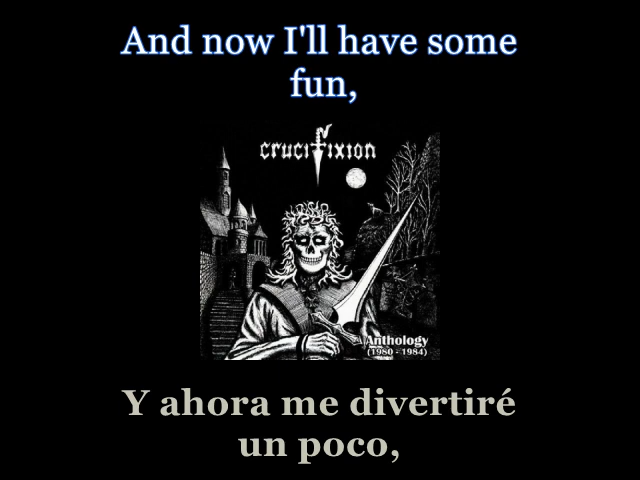 And now I'll have some
fun,
crucifixion
Anthology
(1980 - 1984)
Y ahora me divertiré
un poco,